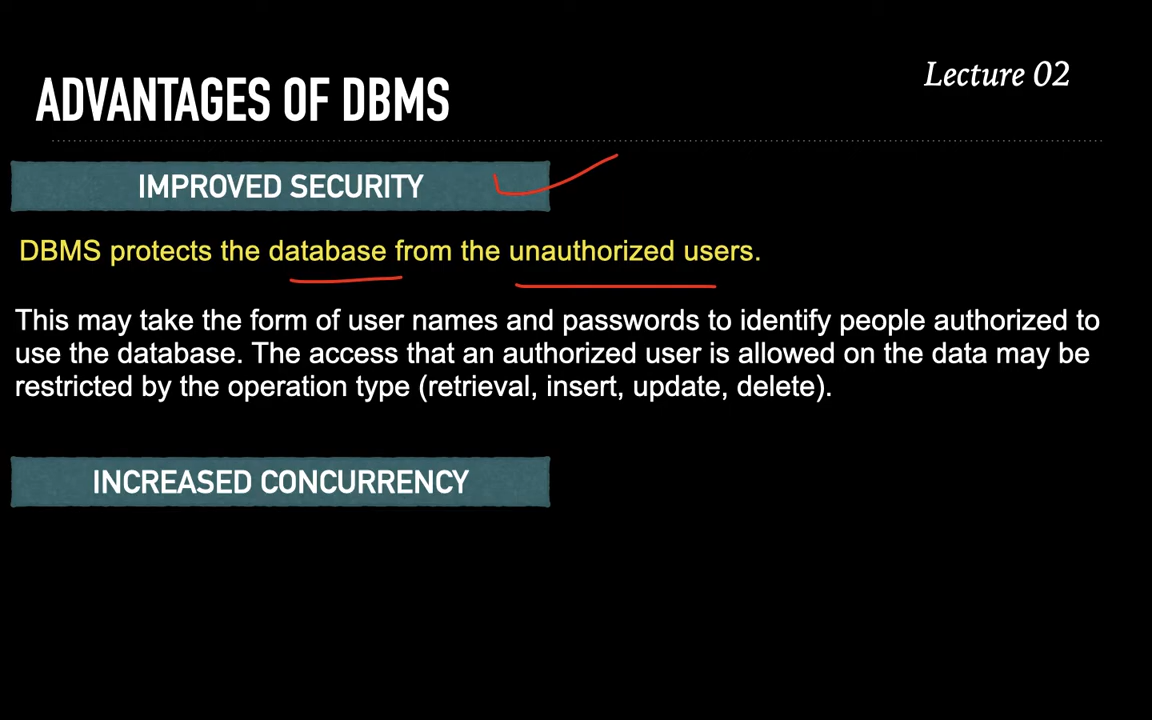 Lecture 02
ADVANTAGES OF DBMS
IMPROVED SECURITY
DBMS protects the database from the unauthorized users.
This may take the form of user names and passwords to identify people authorized to
use the database. The access that an authorized user is allowed on the data may be
restricted by the operation type (retrieval, insert, update, delete).
INCREASED CONCURRENCY